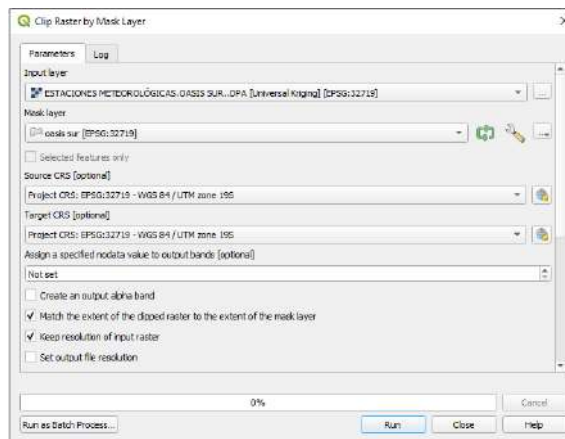 Clip Raster by Mask Layer
Parameters
Log
Input layer
ESTACIONES METEOROLÓGICAS.OASIS SUR...DPA [Universal Kriging] [EPSG:32719]
Mask layer
oasis sur [EPSG:32719]
Selected features only
Source CRS [optional]
Project CRS: EPSG:32719 - WGS 84 / UTM zone 19S
Target CRS [optional]
Project CRS: EPSG:32719 - WGS 84 / UTM zone 19S
Assign a specified nodata value to output bands [optional]
Not set
Create an output alpha band
Match the extent of the clipped raster to the extent of the mask layer
Keep resolution of input raster
Set output file resolution
0%
Cancel
Run as Batch Process...
Run
Close
Help